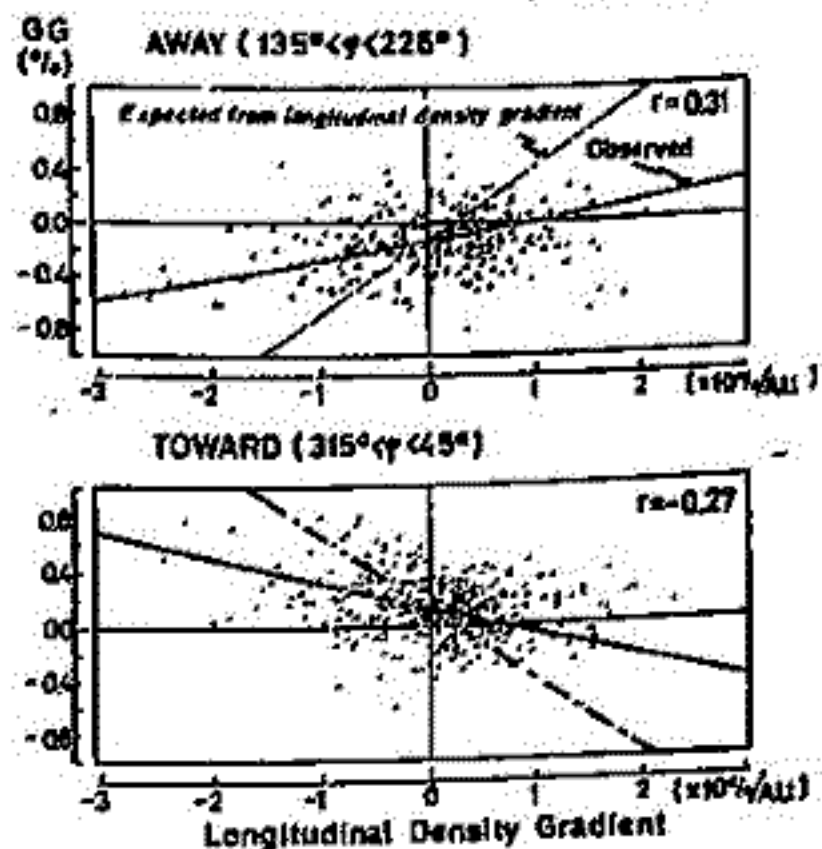 GG
(%)
AWAY (135°<φ<225°)
Expected from longitudinal density gradient
r=0.31
Observed
0.8
0.4
0.0
-0.4
-0.8
-3 -2 -1 0 1 2
TOWARD (315°<φ<45°)
r=-0.27
0.8
0.4
0.0
-0.4
-0.8
-3 -2 -1 0 1 2
Longitudinal Density Gradient